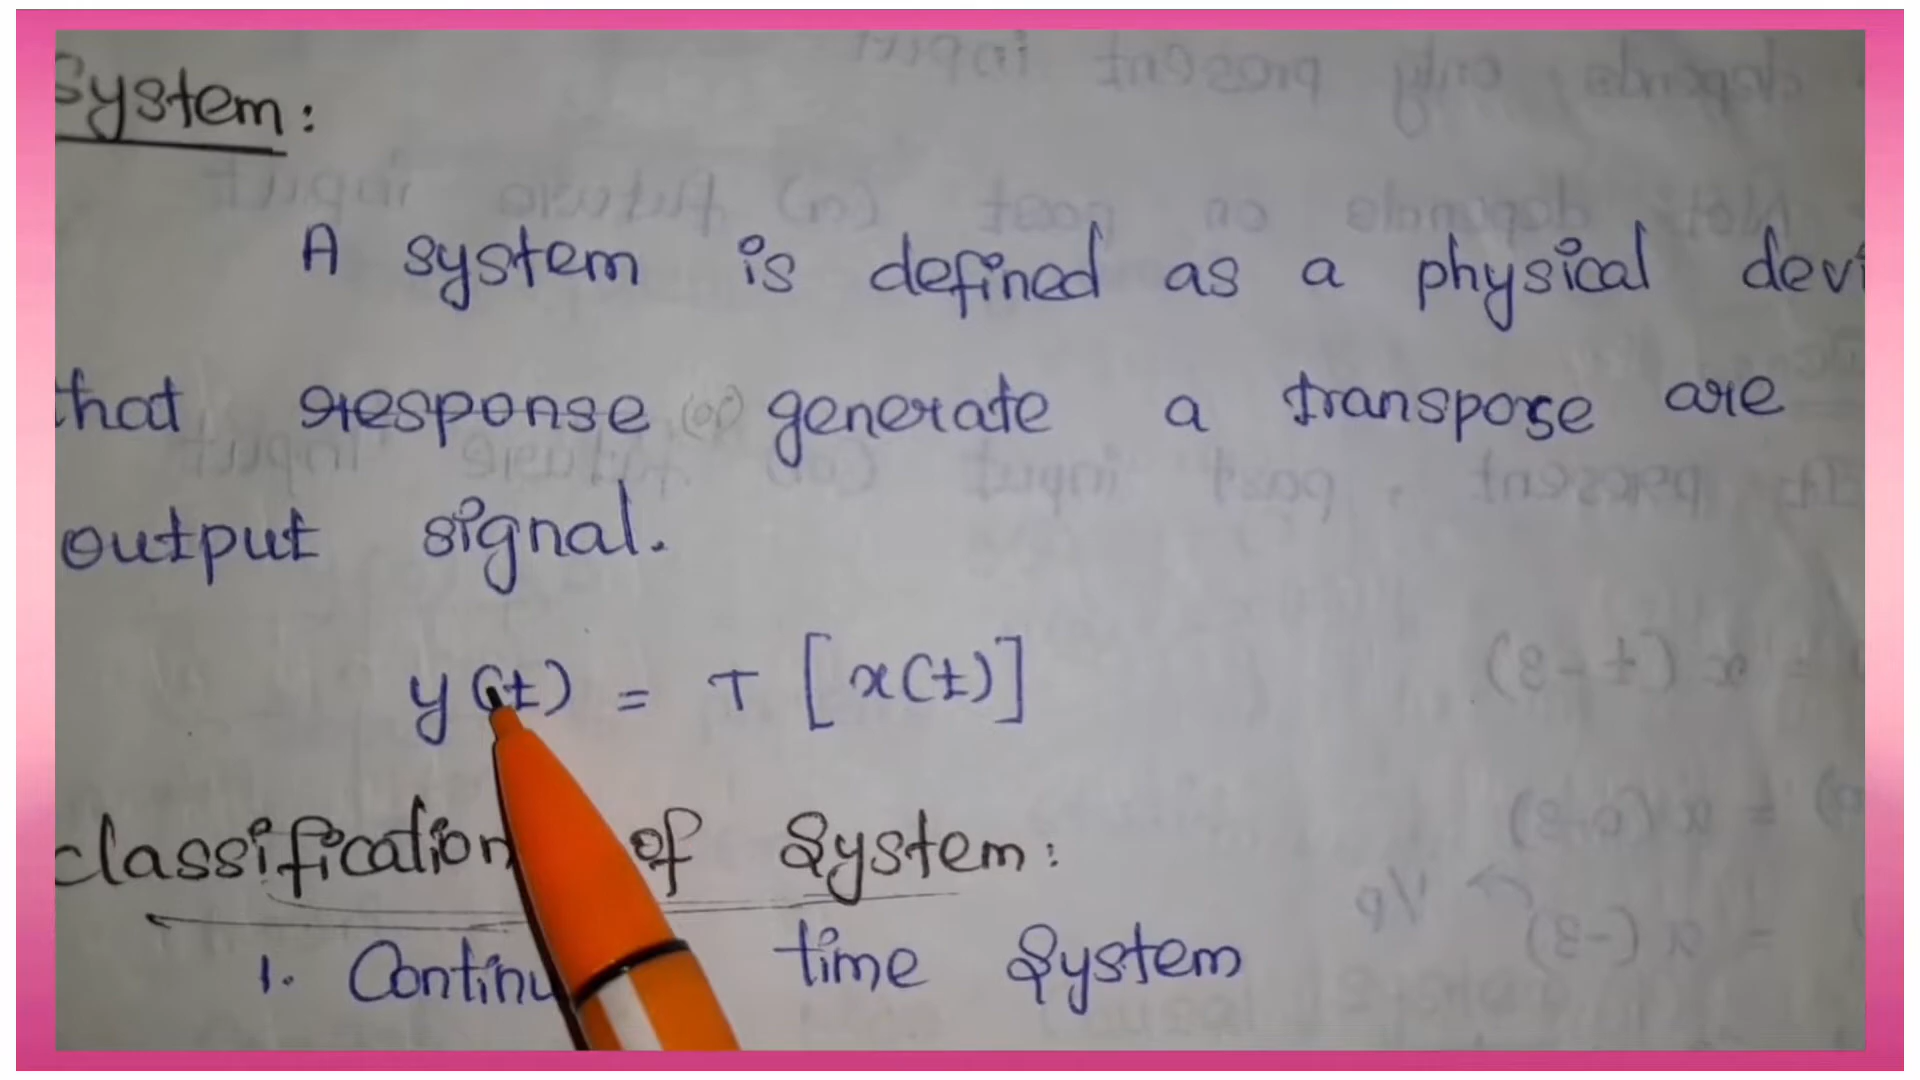 System:
A system is defined as a physical devi
that response (or) generate a transpose are
output signal.
y(t) = T [x(t)]
classification of System:
1. Continu time System